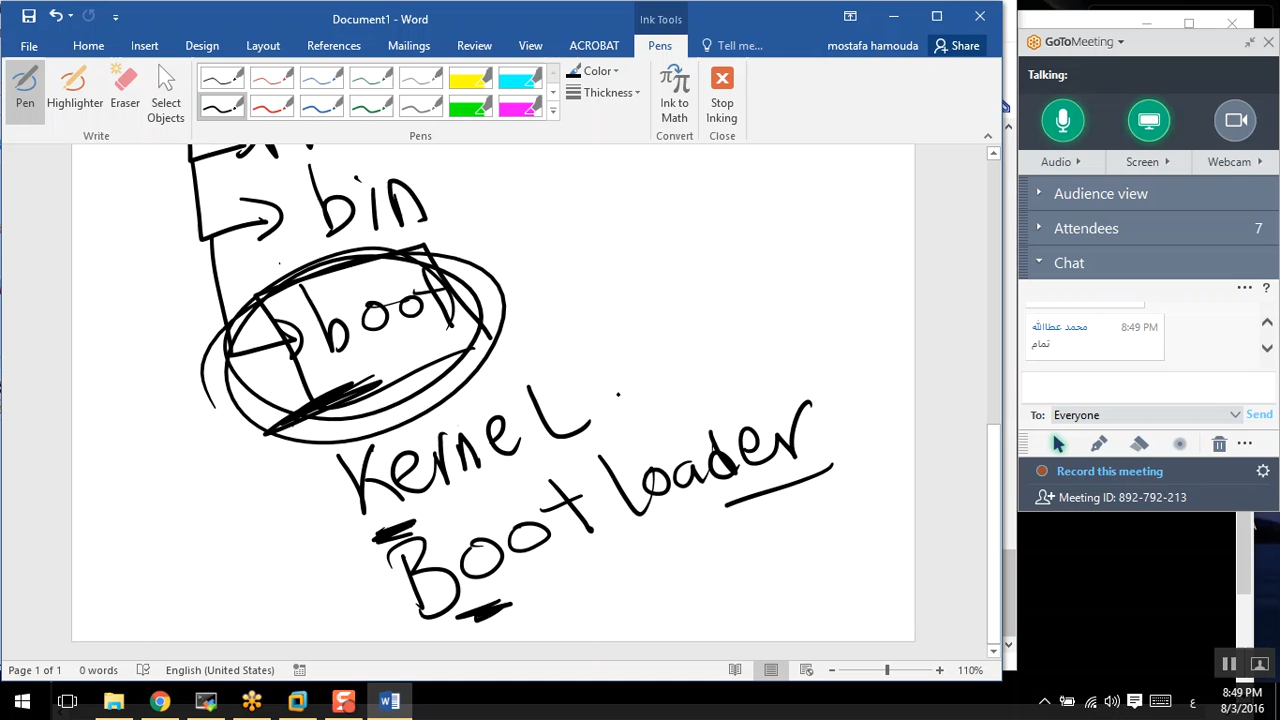 Document1 - Word
Ink Tools
File
Home
Insert
Design
Layout
References
Mailings
Review
View
ACROBAT
Pens
Tell me...
mostafa hamouda
Share
Pen
Highlighter
Eraser
Select Objects
Color
Thickness
Ink to Math
Stop Inking
Write
Pens
Convert
Close
bin
boot
Kernel
Boot loader
Page 1 of 1
0 words
English (United States)
110%
GoToMeeting
Talking:
Audio
Screen
Webcam
Audience view
Attendees
7
Chat
محمد عطاالله
8:49 PM
تمام
To:
Everyone
Send
Record this meeting
Meeting ID: 892-792-213
ع
8:49 PM
8/3/2016